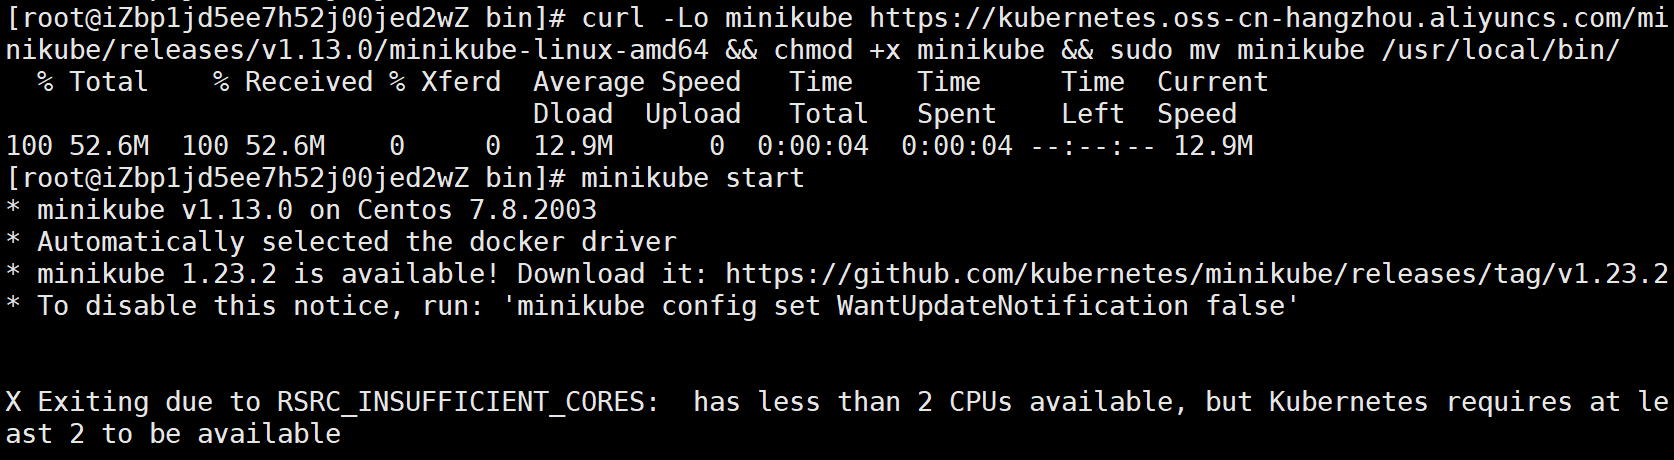 [root@iZbp1jd5ee7h52j00jed2wZ bin]# curl -Lo minikube https://kubernetes.oss-cn-hangzhou.aliyuncs.com/mi
nikube/releases/v1.13.0/minikube-linux-amd64 && chmod +x minikube && sudo mv minikube /usr/local/bin/
  % Total    % Received % Xferd  Average Speed   Time    Time     Time  Current
                                 Dload  Upload   Total   Spent    Left  Speed
100 52.6M  100 52.6M    0     0  12.9M      0  0:00:04  0:00:04 --:--:-- 12.9M
[root@iZbp1jd5ee7h52j00jed2wZ bin]# minikube start
* minikube v1.13.0 on Centos 7.8.2003
* Automatically selected the docker driver
* minikube 1.23.2 is available! Download it: https://github.com/kubernetes/minikube/releases/tag/v1.23.2
* To disable this notice, run: 'minikube config set WantUpdateNotification false'
X Exiting due to RSRC_INSUFFICIENT_CORES:  has less than 2 CPUs available, but Kubernetes requires at le
ast 2 to be available